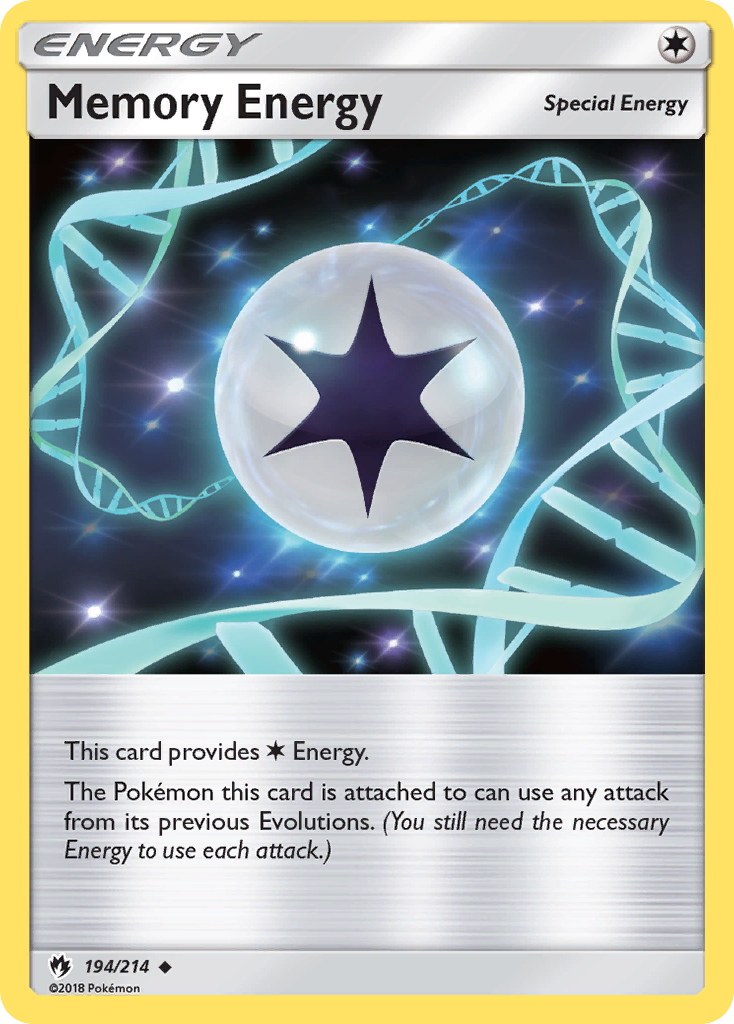 ENERGY
Memory Energy
Special Energy
This card provides ✶ Energy.
The Pokémon this card is attached to can use any attack
from its previous Evolutions. (You still need the necessary
Energy to use each attack.)
194/214 ◆
©2018 Pokémon